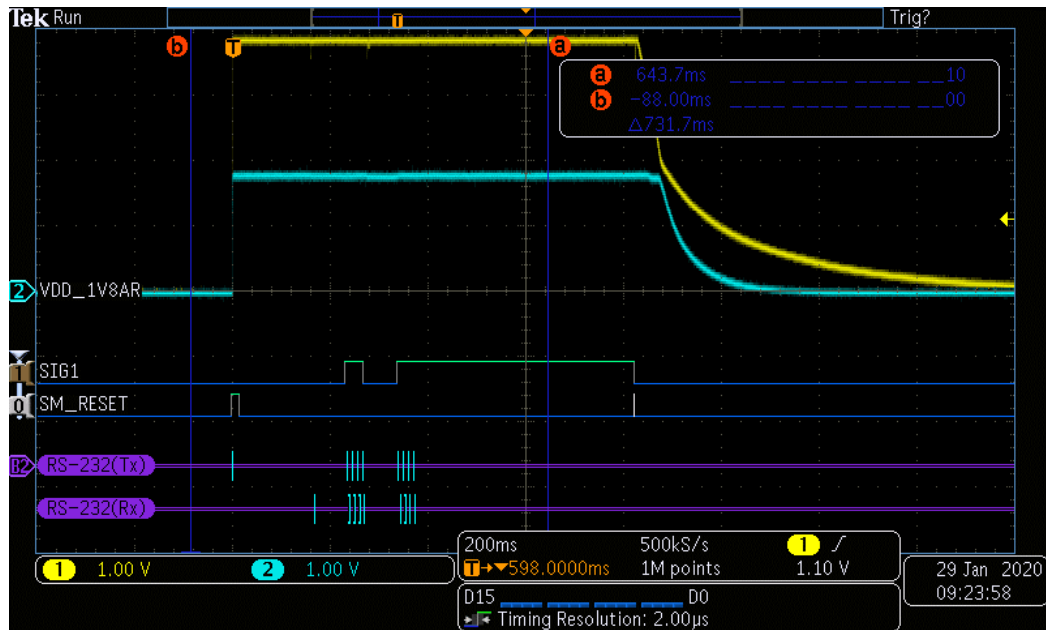 Tek Run Trig?
b T a
a 643.7ms ____ ____ ____ __10
b -88.00ms ____ ____ ____ __00
△731.7ms
2 VDD_1V8AR
1 SIG1
0 SM_RESET
B2 RS-232(Tx)
RS-232(Rx)
1 1.00 V 2 1.00 V
200ms 500kS/s 1 /
T→▼598.0000ms 1M points 1.10 V
D15 D0
Timing Resolution: 2.00µs
29 Jan 2020
09:23:58